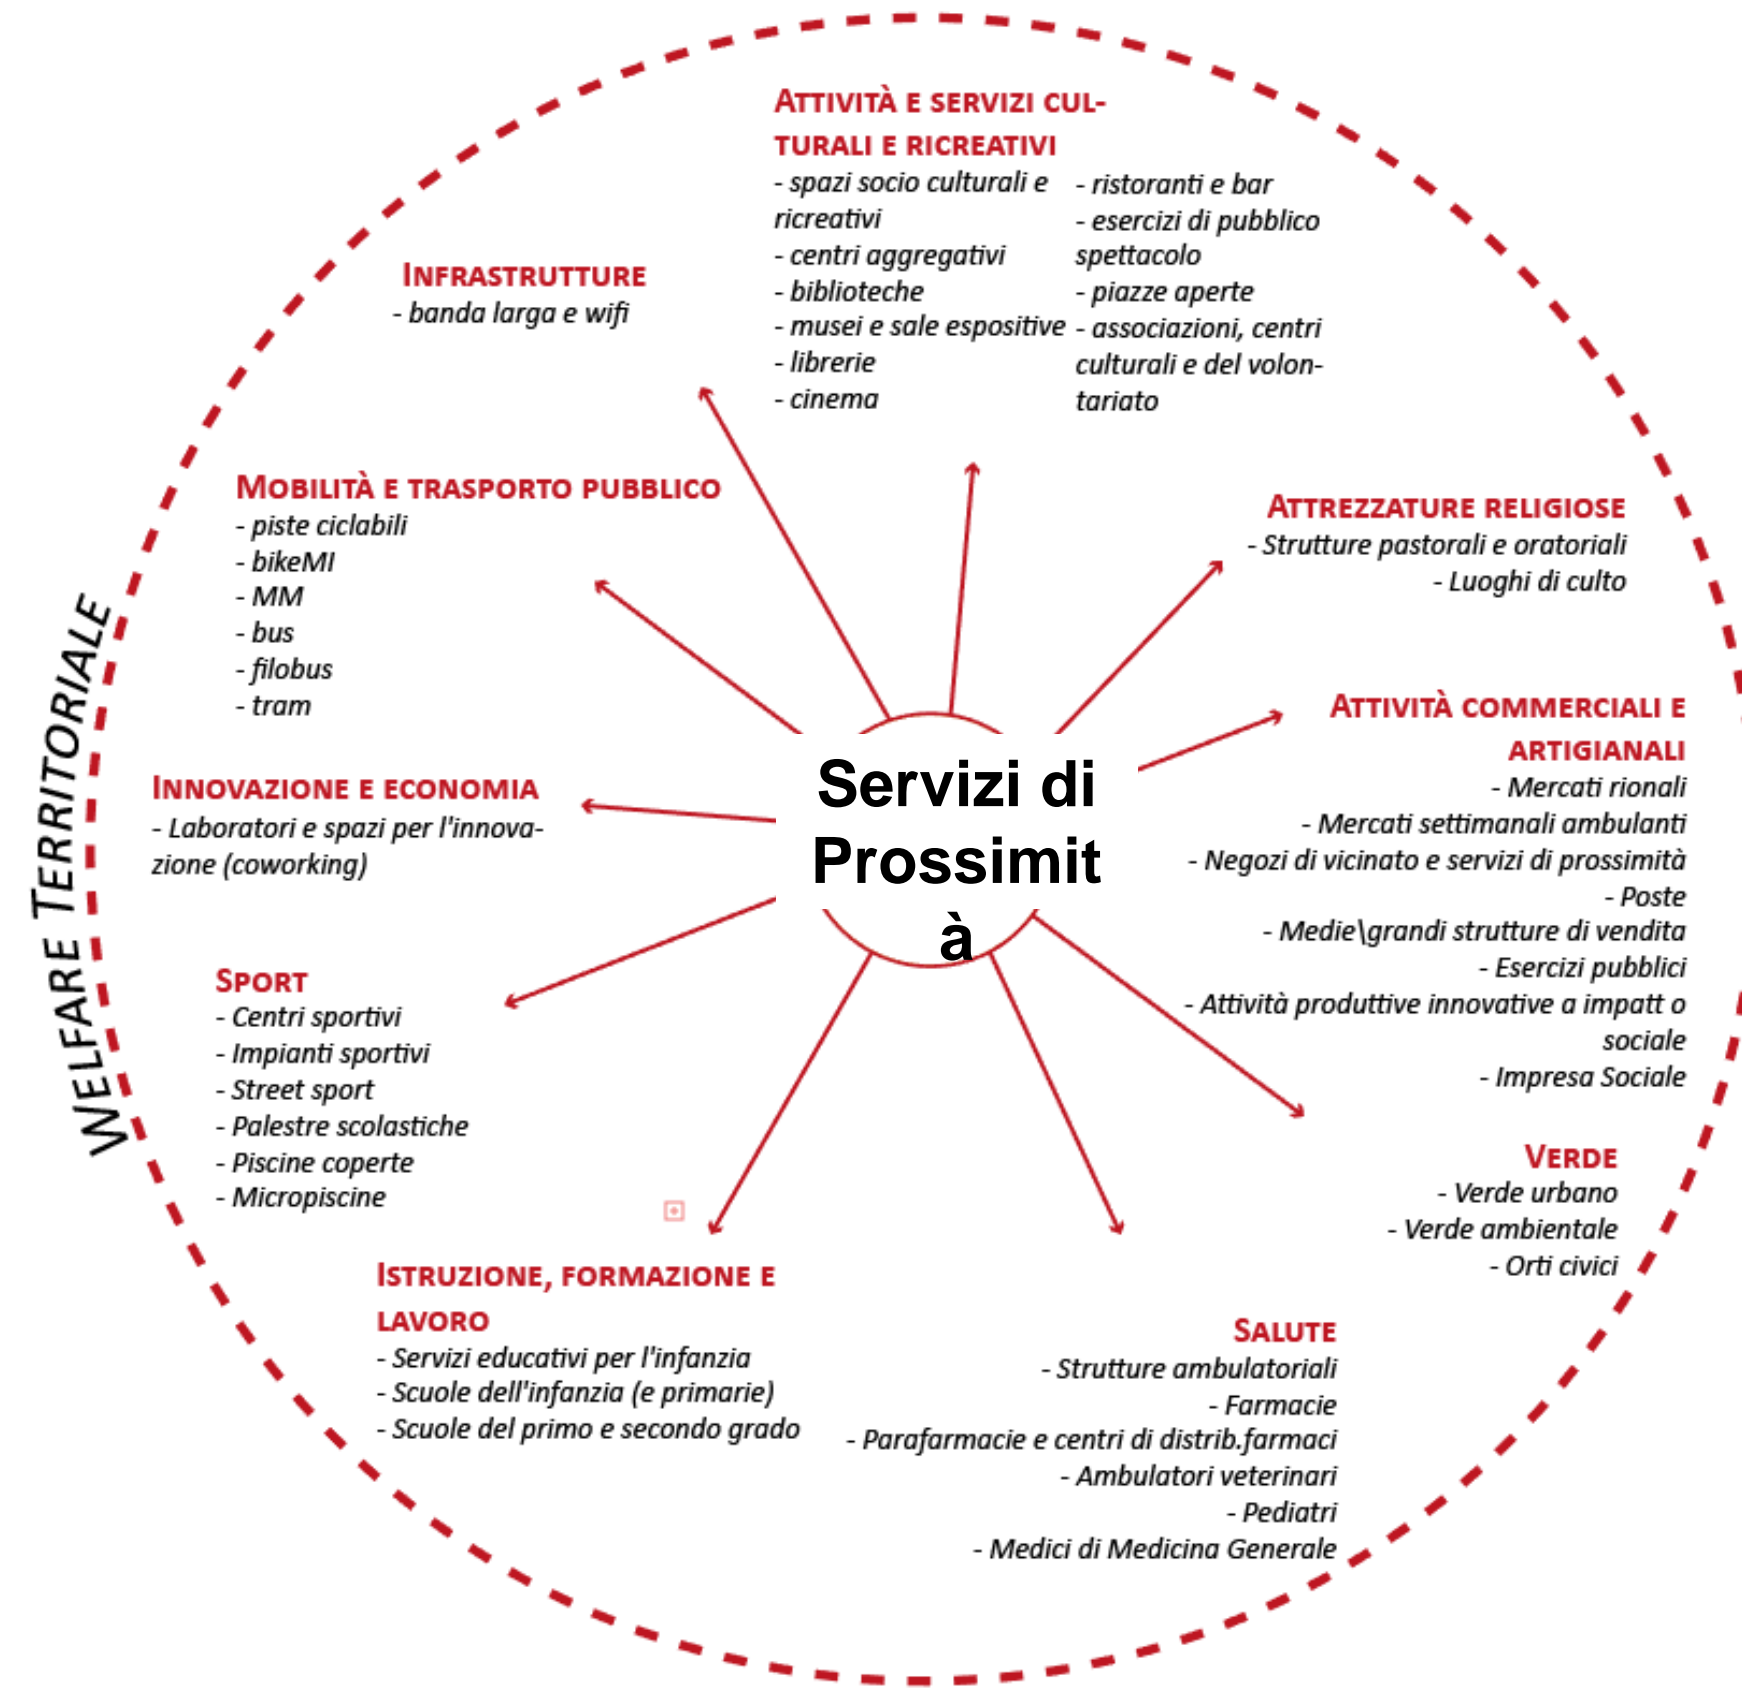 ATTIVITÀ E SERVIZI CUL-
TURALI E RICREATIVI
- spazi socio culturali e
ricreativi
- centri aggregativi
- biblioteche
- musei e sale espositive
- librerie
- cinema
- ristoranti e bar
- esercizi di pubblico
spettacolo
- piazze aperte
- associazioni, centri
culturali e del volon-
tariato
INFRASTRUTTURE
- banda larga e wifi
MOBILITÀ E TRASPORTO PUBBLICO
- piste ciclabili
- bikeMI
- MM
- bus
- filobus
- tram
ATTREZZATURE RELIGIOSE
- Strutture pastorali e oratoriali
- Luoghi di culto
WELFARE TERRITORIALE
INNOVAZIONE E ECONOMIA
- Laboratori e spazi per l'innova-
zione (coworking)
Servizi di
Prossimit
à
ATTIVITÀ COMMERCIALI E
ARTIGIANALI
- Mercati rionali
- Mercati settimanali ambulanti
- Negozi di vicinato e servizi di prossimità
- Poste
- Medie\grandi strutture di vendita
- Esercizi pubblici
- Attività produttive innovative a impatt o
sociale
- Impresa Sociale
SPORT
- Centri sportivi
- Impianti sportivi
- Street sport
- Palestre scolastiche
- Piscine coperte
- Micropiscine
VERDE
- Verde urbano
- Verde ambientale
- Orti civici
ISTRUZIONE, FORMAZIONE E
LAVORO
- Servizi educativi per l'infanzia
- Scuole dell'infanzia (e primarie)
- Scuole del primo e secondo grado
SALUTE
- Strutture ambulatoriali
- Farmacie
- Parafarmacie e centri di distrib.farmaci
- Ambulatori veterinari
- Pediatri
- Medici di Medicina Generale